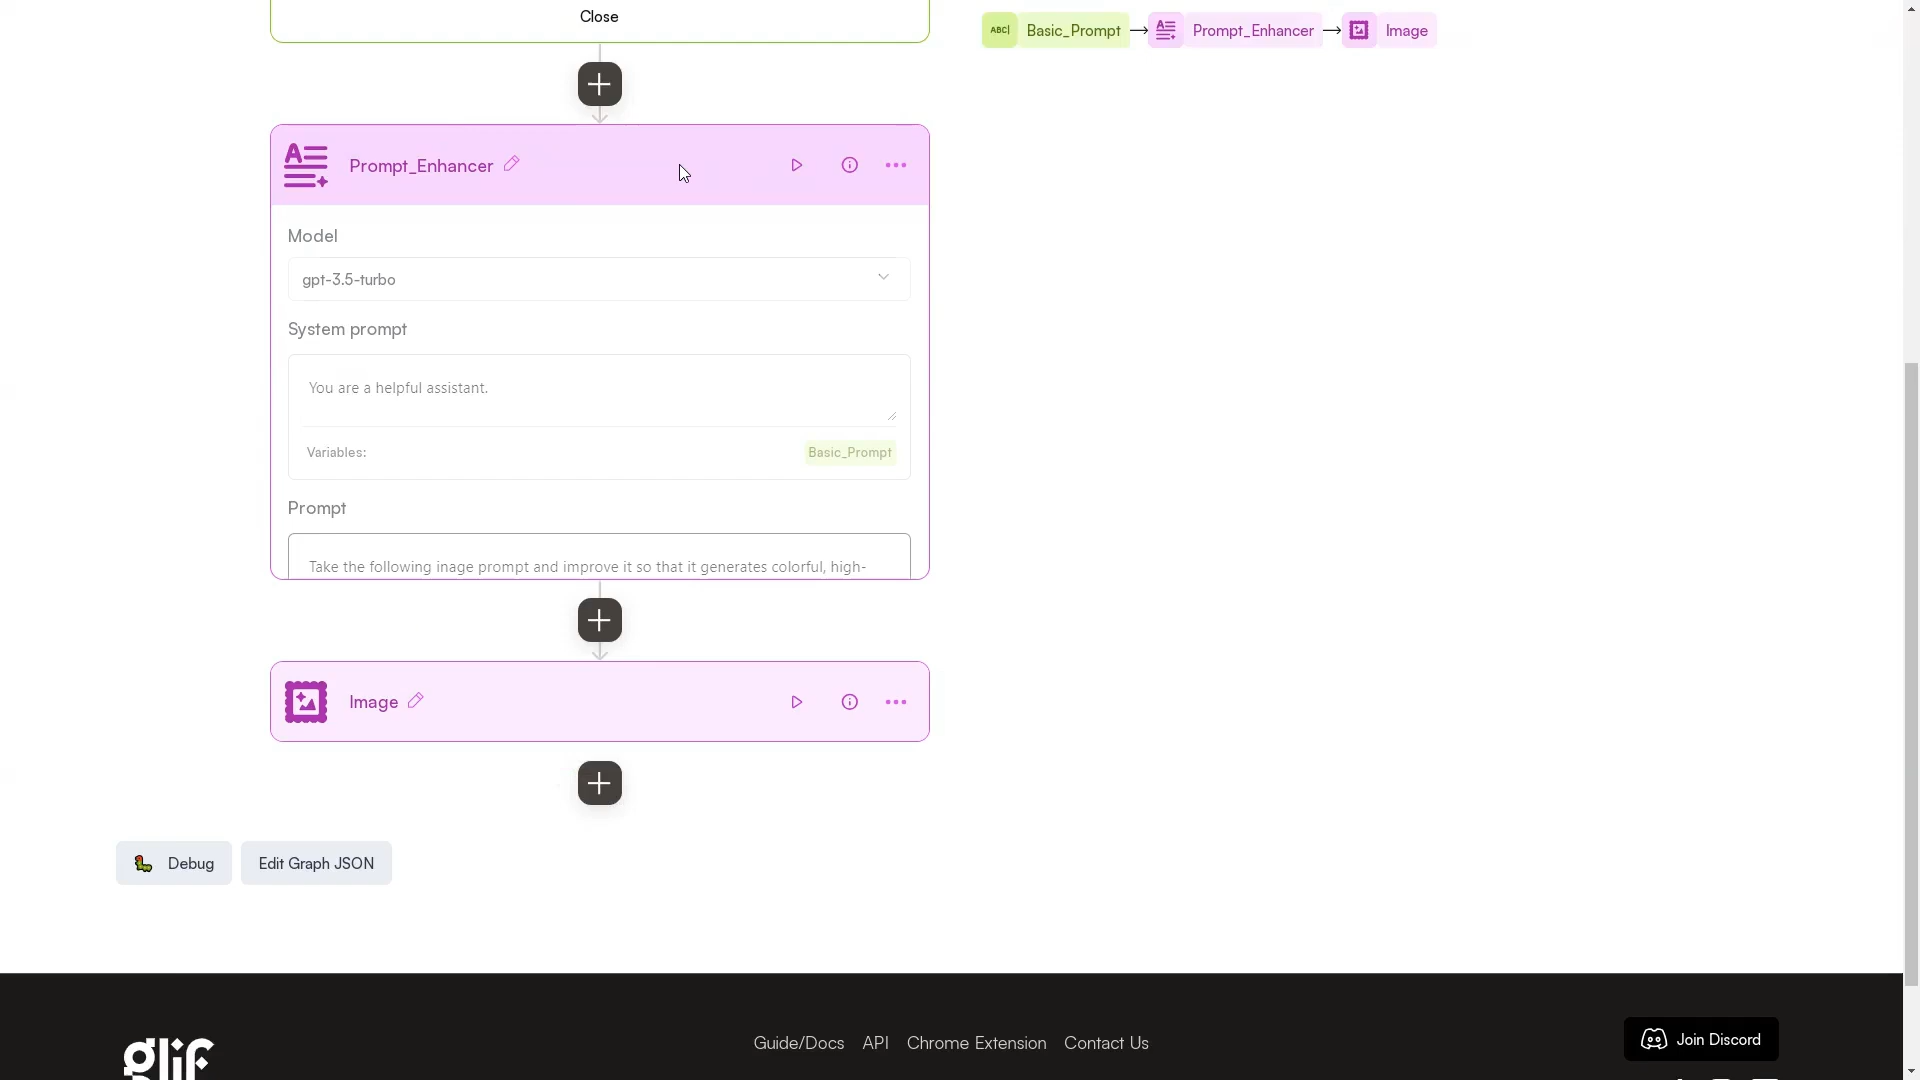 Close
ABC Basic_Prompt Prompt_Enhancer Image
Prompt_Enhancer
Model
gpt-3.5-turbo
System prompt
You are a helpful assistant.
Variables: Basic_Prompt
Prompt
Take the following inage prompt and improve it so that it generates colorful, high-
Image
Debug Edit Graph JSON
glif Guide/Docs API Chrome Extension Contact Us Join Discord